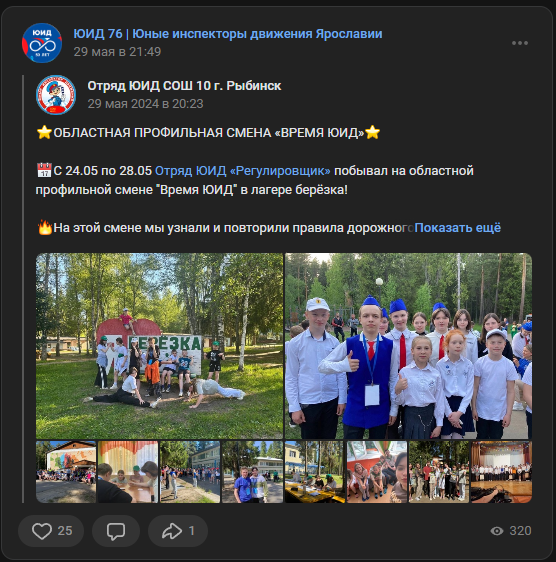 ЮИД 76 | Юные инспекторы движения Ярославии
29 мая в 21:49
ЮИД
50 ЛЕТ
Отряд ЮИД СОШ 10 г. Рыбинск
29 мая 2024 в 20:23
⭐ОБЛАСТНАЯ ПРОФИЛЬНАЯ СМЕНА «ВРЕМЯ ЮИД»⭐
📅С 24.05 по 28.05 Отряд ЮИД «Регулировщик» побывал на областной
профильной смене "Время ЮИД" в лагере берёзка!
🔥На этой смене мы узнали и повторили правила дорожного Показать ещё
БЕРЁЗКА
25
1
320